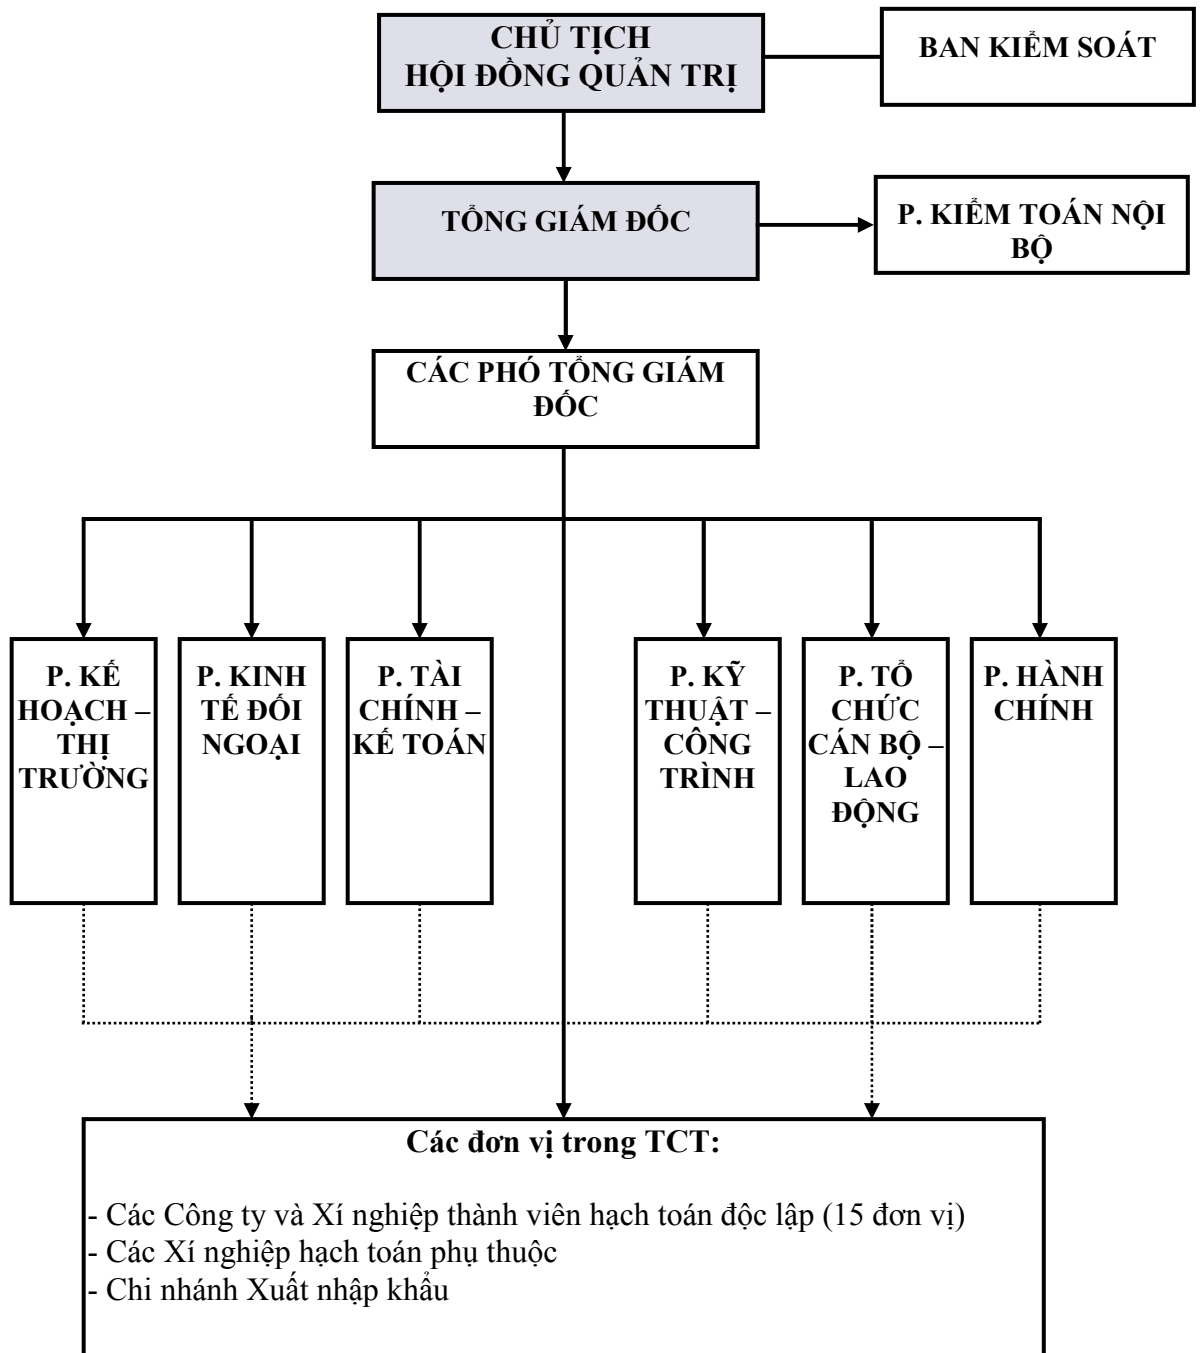 CHỦ TỊCH
HỘI ĐỒNG QUẢN TRỊ
BAN KIỂM SOÁT
TỔNG GIÁM ĐỐC
P. KIỂM TOÁN NỘI
BỘ
CÁC PHÓ TỔNG GIÁM
ĐỐC
P. KẾ
HOẠCH –
THỊ
TRƯỜNG
P. KINH
TẾ ĐỐI
NGOẠI
P. TÀI
CHÍNH –
KẾ TOÁN
P. KỸ
THUẬT –
CÔNG
TRÌNH
P. TỔ
CHỨC
CÁN BỘ –
LAO
ĐỘNG
P. HÀNH
CHÍNH
Các đơn vị trong TCT:
- Các Công ty và Xí nghiệp thành viên hạch toán độc lập (15 đơn vị)
- Các Xí nghiệp hạch toán phụ thuộc
- Chi nhánh Xuất nhập khẩu